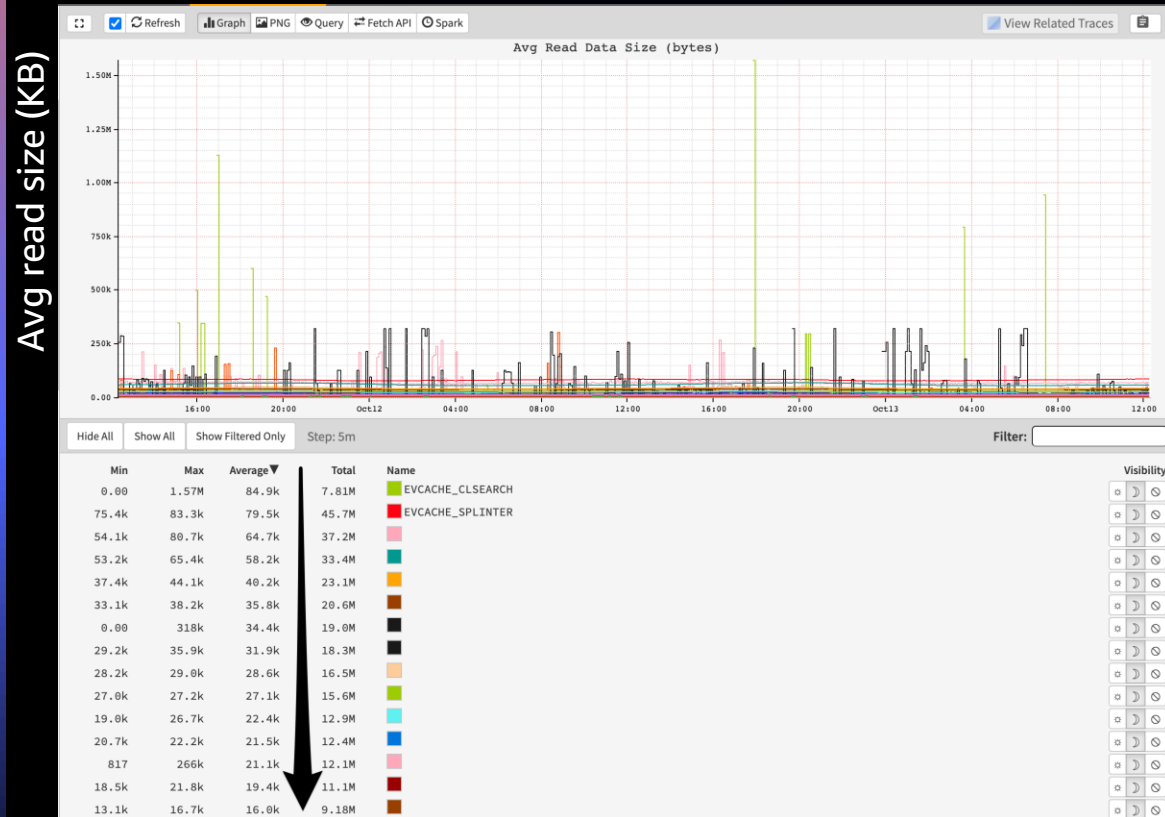 Avg read size (KB)
Refresh Graph PNG Query Fetch API Spark View Related Traces
Avg Read Data Size (bytes)
1.50M
1.25M
1.00M
750k
500k
250k
0.00
16:00 20:00 Oct12 04:00 08:00 12:00 16:00 20:00 Oct13 04:00 08:00 12:00
Hide All Show All Show Filtered Only Step: 5m Filter:
Min Max Average▼ Total Name Visibility
0.00 1.57M 84.9k 7.81M EVCACHE_CLSEARCH
75.4k 83.3k 79.5k 45.7M EVCACHE_SPLINTER
54.1k 80.7k 64.7k 37.2M
53.2k 65.4k 58.2k 33.4M
37.4k 44.1k 40.2k 23.1M
33.1k 38.2k 35.8k 20.6M
0.00 318k 34.4k 19.0M
29.2k 35.9k 31.9k 18.3M
28.2k 29.0k 28.6k 16.5M
27.0k 27.2k 27.1k 15.6M
19.0k 26.7k 22.4k 12.9M
20.7k 22.2k 21.5k 12.4M
817 266k 21.1k 12.1M
18.5k 21.8k 19.4k 11.1M
13.1k 16.7k 16.0k 9.18M